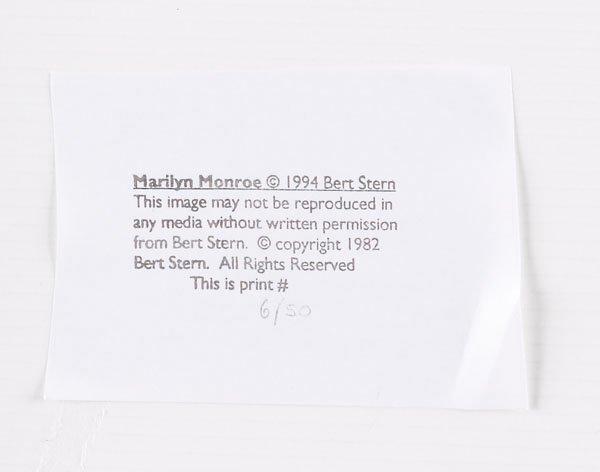 Marilyn Monroe © 1994 Bert Stern
This image may not be reproduced in
any media without written permission
from Bert Stern. © copyright 1982
Bert Stern. All Rights Reserved
This is print #
6/50